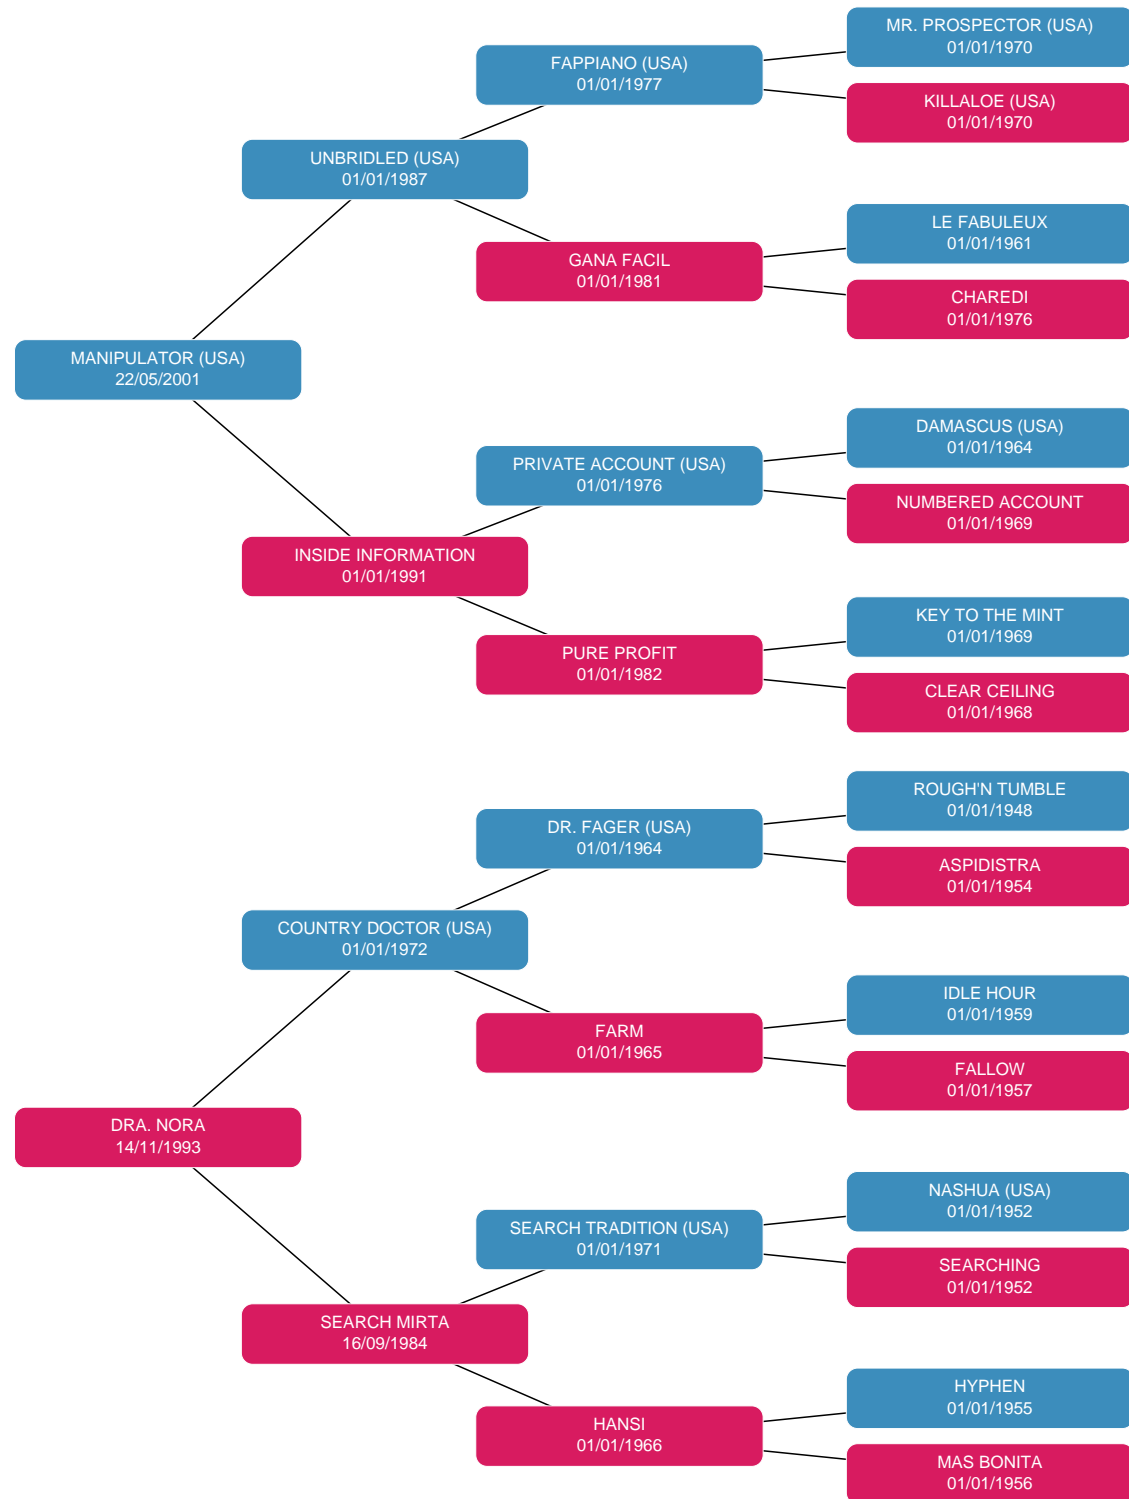 MR. PROSPECTOR (USA)
01/01/1970
FAPPIANO (USA)
01/01/1977
KILLALOE (USA)
01/01/1970
UNBRIDLED (USA)
01/01/1987
LE FABULEUX
01/01/1961
GANA FACIL
01/01/1981
CHAREDI
01/01/1976
MANIPULATOR (USA)
22/05/2001
DAMASCUS (USA)
01/01/1964
PRIVATE ACCOUNT (USA)
01/01/1976
NUMBERED ACCOUNT
01/01/1969
INSIDE INFORMATION
01/01/1991
KEY TO THE MINT
01/01/1969
PURE PROFIT
01/01/1982
CLEAR CEILING
01/01/1968
ROUGH'N TUMBLE
01/01/1948
DR. FAGER (USA)
01/01/1964
ASPIDISTRA
01/01/1954
COUNTRY DOCTOR (USA)
01/01/1972
IDLE HOUR
01/01/1959
FARM
01/01/1965
FALLOW
01/01/1957
DRA. NORA
14/11/1993
NASHUA (USA)
01/01/1952
SEARCH TRADITION (USA)
01/01/1971
SEARCHING
01/01/1952
SEARCH MIRTA
16/09/1984
HYPHEN
01/01/1955
HANSI
01/01/1966
MAS BONITA
01/01/1956